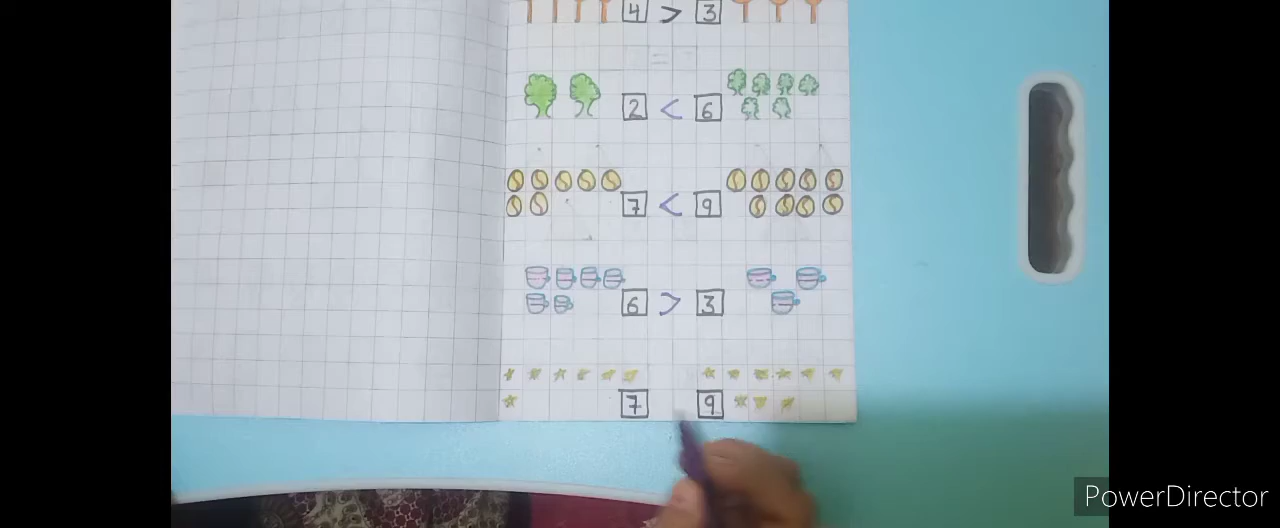 4 > 3
=
2 < 6
7 < 9
6 > 3
7 9
PowerDirector